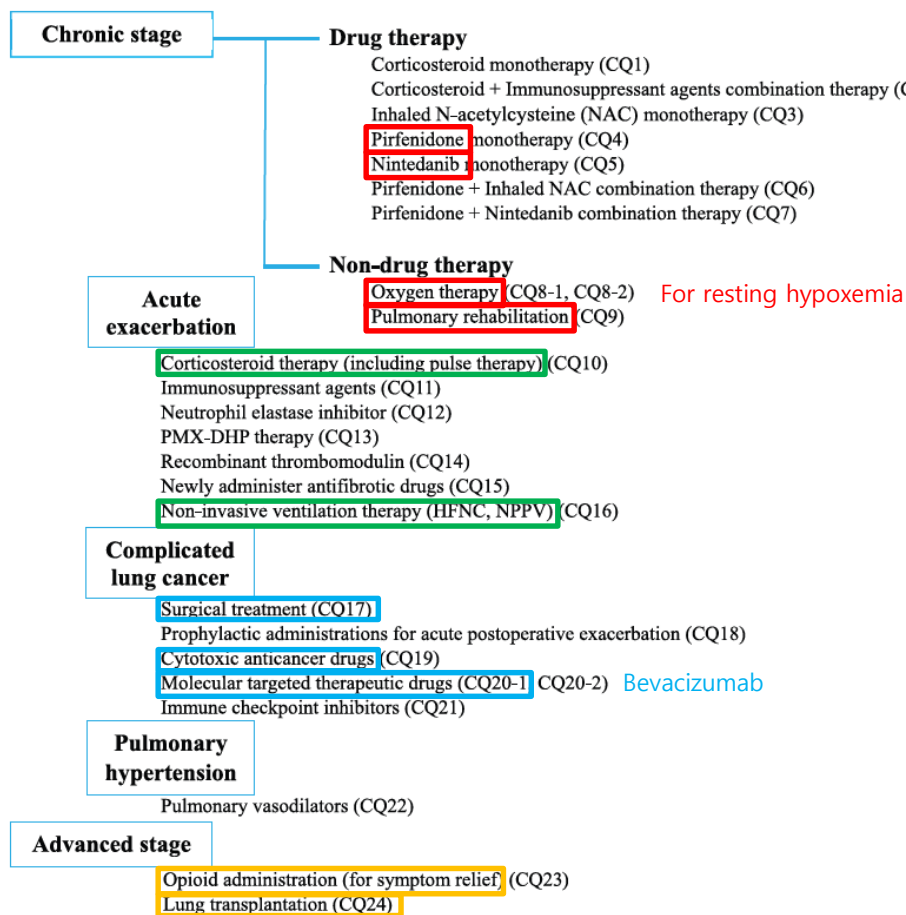 Chronic stage
Drug therapy
Corticosteroid monotherapy (CQ1)
Corticosteroid + Immunosuppressant agents combination therapy (
Inhaled N-acetylcysteine (NAC) monotherapy (CQ3)
Pirfenidone monotherapy (CQ4)
Nintedanib monotherapy (CQ5)
Pirfenidone + Inhaled NAC combination therapy (CQ6)
Pirfenidone + Nintedanib combination therapy (CQ7)
Non-drug therapy
Oxygen therapy (CQ8-1, CQ8-2) For resting hypoxemia
Pulmonary rehabilitation (CQ9)
Acute
exacerbation
Corticosteroid therapy (including pulse therapy) (CQ10)
Immunosuppressant agents (CQ11)
Neutrophil elastase inhibitor (CQ12)
PMX-DHP therapy (CQ13)
Recombinant thrombomodulin (CQ14)
Newly administer antifibrotic drugs (CQ15)
Non-invasive ventilation therapy (HFNC, NPPV) (CQ16)
Complicated
lung cancer
Surgical treatment (CQ17)
Prophylactic administrations for acute postoperative exacerbation (CQ18)
Cytotoxic anticancer drugs (CQ19)
Molecular targeted therapeutic drugs (CQ20-1, CQ20-2) Bevacizumab
Immune checkpoint inhibitors (CQ21)
Pulmonary
hypertension
Pulmonary vasodilators (CQ22)
Advanced stage
Opioid administration (for symptom relief) (CQ23)
Lung transplantation (CQ24)